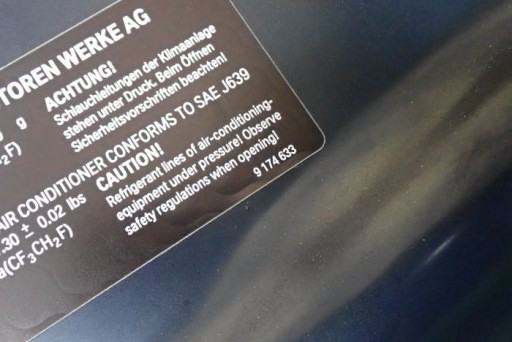 TOREN WERKE AG
ACHTUNG!
g
Schlauchleitungen der Klimaanlage
stehen unter Druck. Beim Öffnen
Sicherheitsvorschriften beachten!
₂F)
AIR CONDITIONER CONFORMS TO SAE J639
.30 ± 0.02 lbs
CAUTION!
a(CF₃CH₂F)
Refrigerant lines of air-conditioning-
equipment under pressure! Observe
safety regulations when opening!
9 174 633